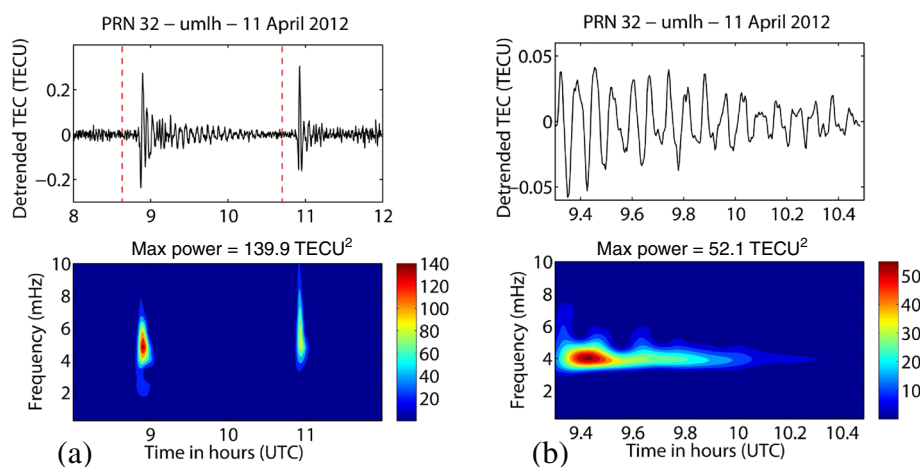 PRN 32 – umlh – 11 April 2012
Detrended TEC (TECU)
0.2
0
−0.2
8 9 10 11 12
Max power = 139.9 TECU²
Frequency (mHz)
10
8
6
4
2
9 11
Time in hours (UTC)
140
120
100
80
60
40
20
(a)
PRN 32 – umlh – 11 April 2012
Detrended TEC (TECU)
0.05
0
−0.05
9.4 9.6 9.8 10 10.2 10.4
Max power = 52.1 TECU²
Frequency (mHz)
10
8
6
4
2
9.4 9.6 9.8 10 10.2 10.4
Time in hours (UTC)
50
40
30
20
10
0
(b)